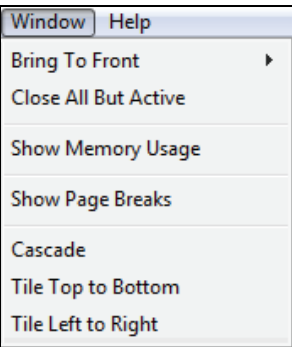 Window Help
Bring To Front
Close All But Active
Show Memory Usage
Show Page Breaks
Cascade
Tile Top to Bottom
Tile Left to Right